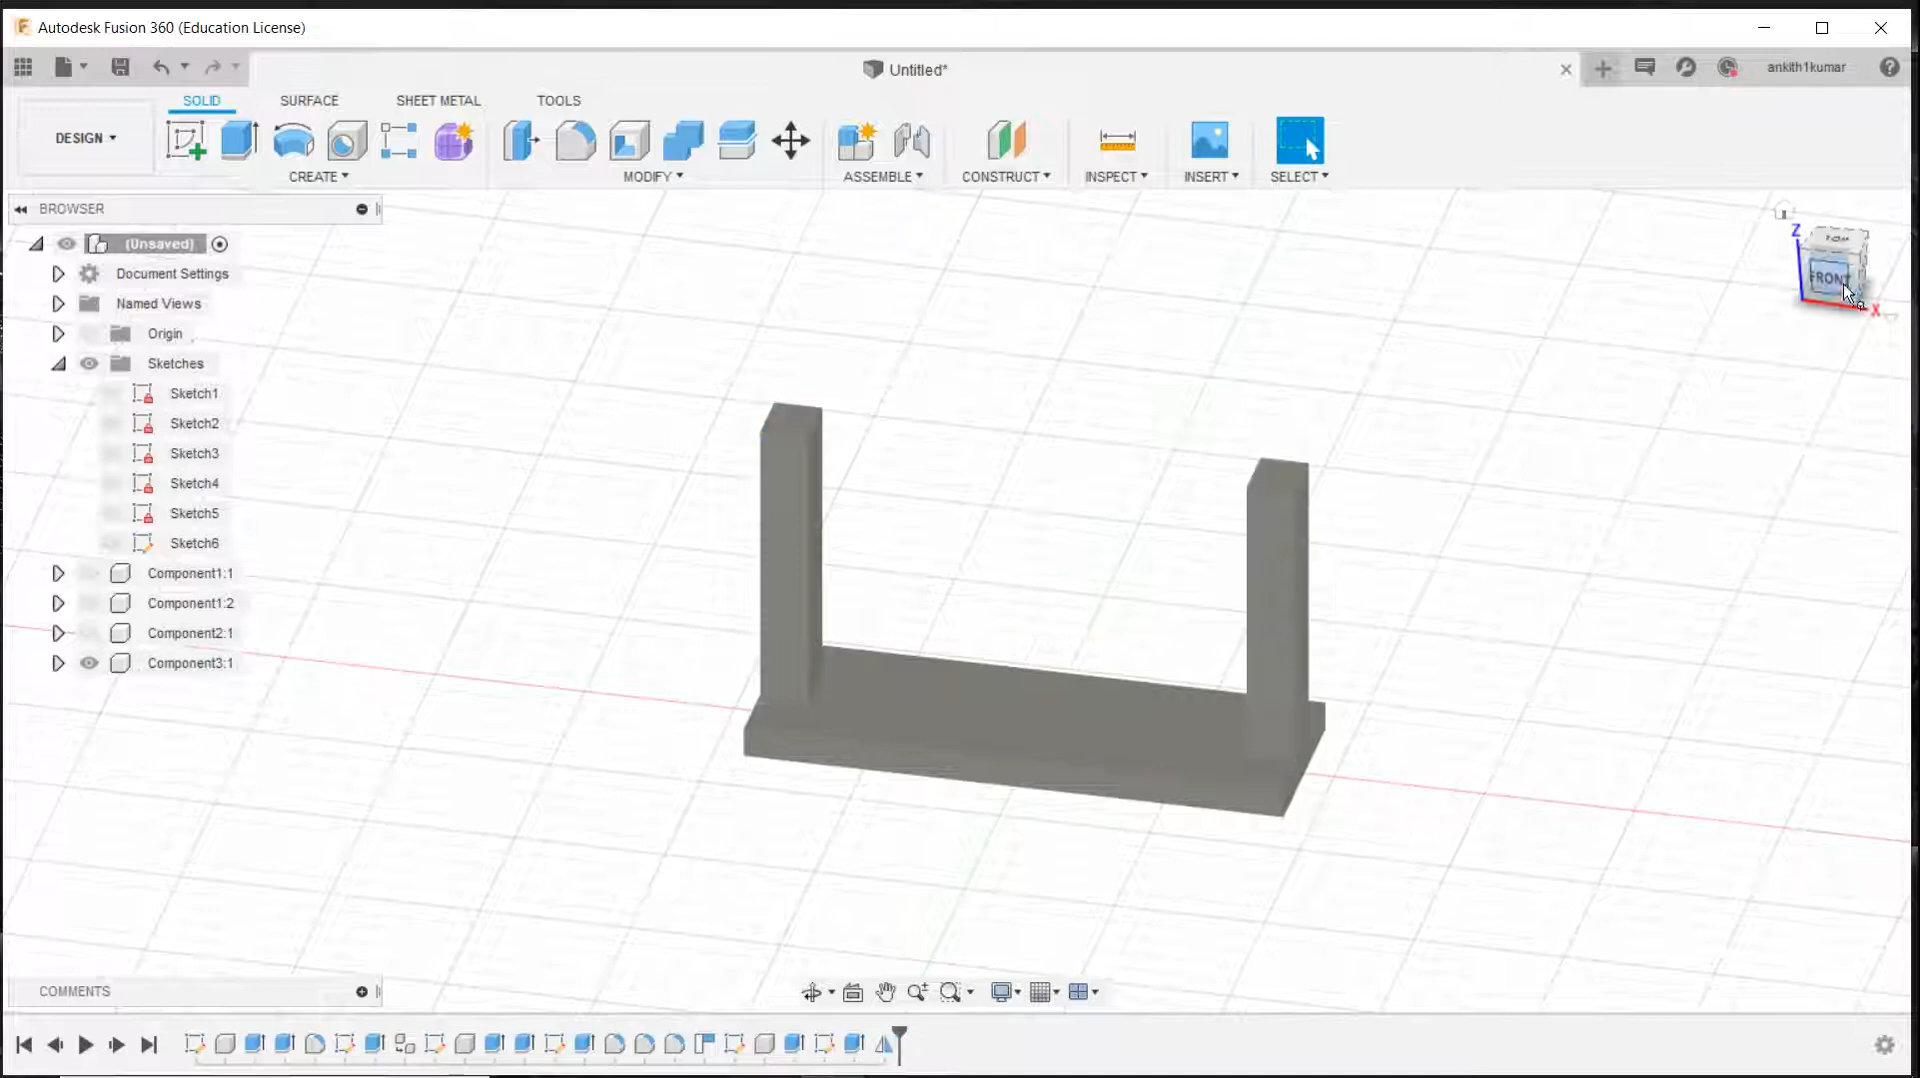 Autodesk Fusion 360 (Education License)
Untitled*
ankith1kumar
SOLID
SURFACE
SHEET METAL
TOOLS
DESIGN
CREATE
MODIFY
ASSEMBLE
CONSTRUCT
INSPECT
INSERT
SELECT
BROWSER
(Unsaved)
Document Settings
Named Views
Origin
Sketches
Sketch1
Sketch2
Sketch3
Sketch4
Sketch5
Sketch6
Component1:1
Component1:2
Component2:1
Component3:1
Z
TOP
FRONT
X
COMMENTS